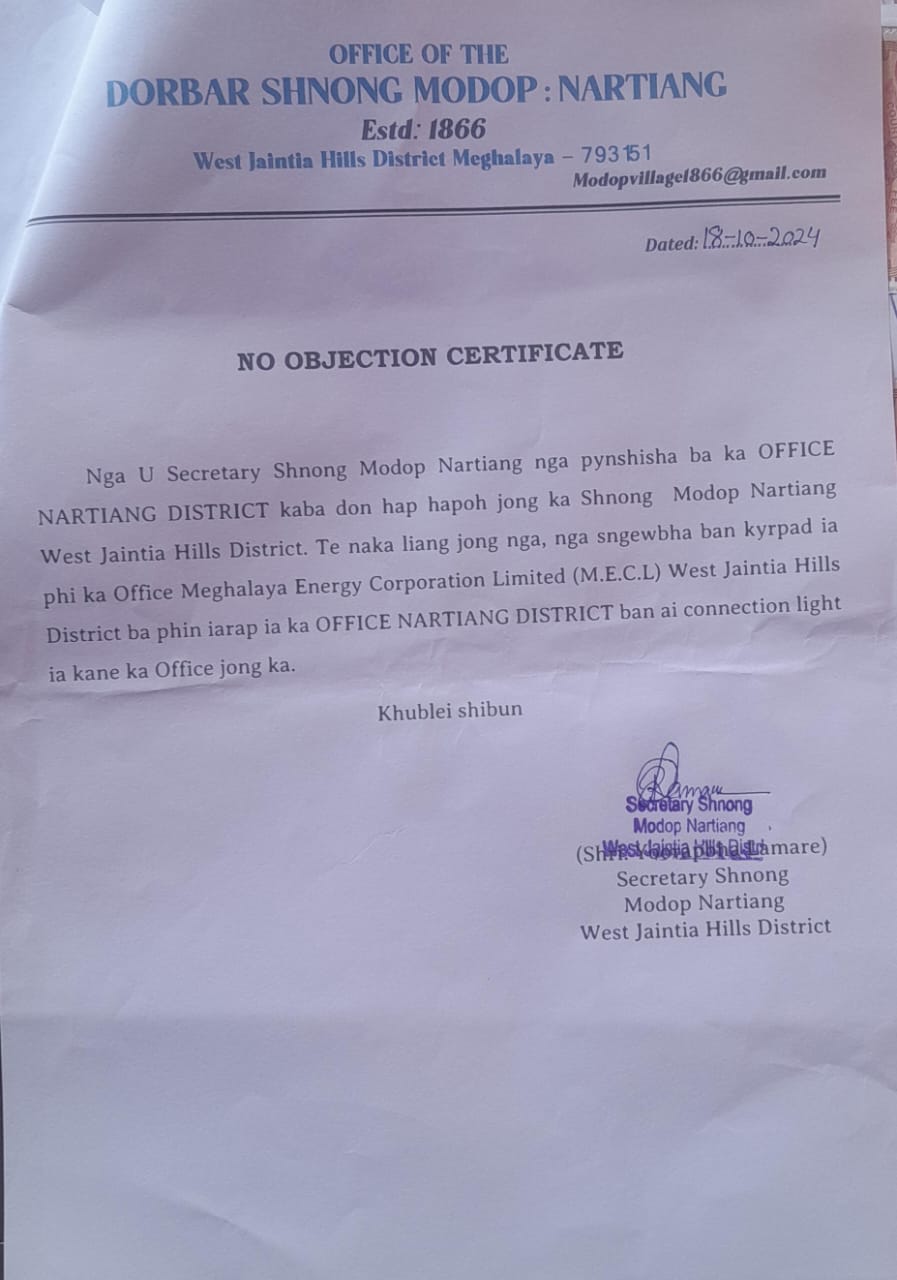 OFFICE OF THE
DORBAR SHNONG MODOP : NARTIANG
Estd: 1866
West Jaintia Hills District Meghalaya – 793151
Modopvillage1866@gmail.com
Dated: 18-10-2024
NO OBJECTION CERTIFICATE
Nga U Secretary Shnong Modop Nartiang nga pynshisha ba ka OFFICE
NARTIANG DISTRICT kaba don hap hapoh jong ka Shnong Modop Nartiang
West Jaintia Hills District. Te naka liang jong nga, nga sngewbha ban kyrpad ia
phi ka Office Meghalaya Energy Corporation Limited (M.E.C.L) West Jaintia Hills
District ba phin iarap ia ka OFFICE NARTIANG DISTRICT ban ai connection light
ia kane ka Office jong ka.
Khublei shibun
Secretary Shnong
Modop Nartiang
West Jaintia Hills Distri
Lamare)
Secretary Shnong
Modop Nartiang
West Jaintia Hills District